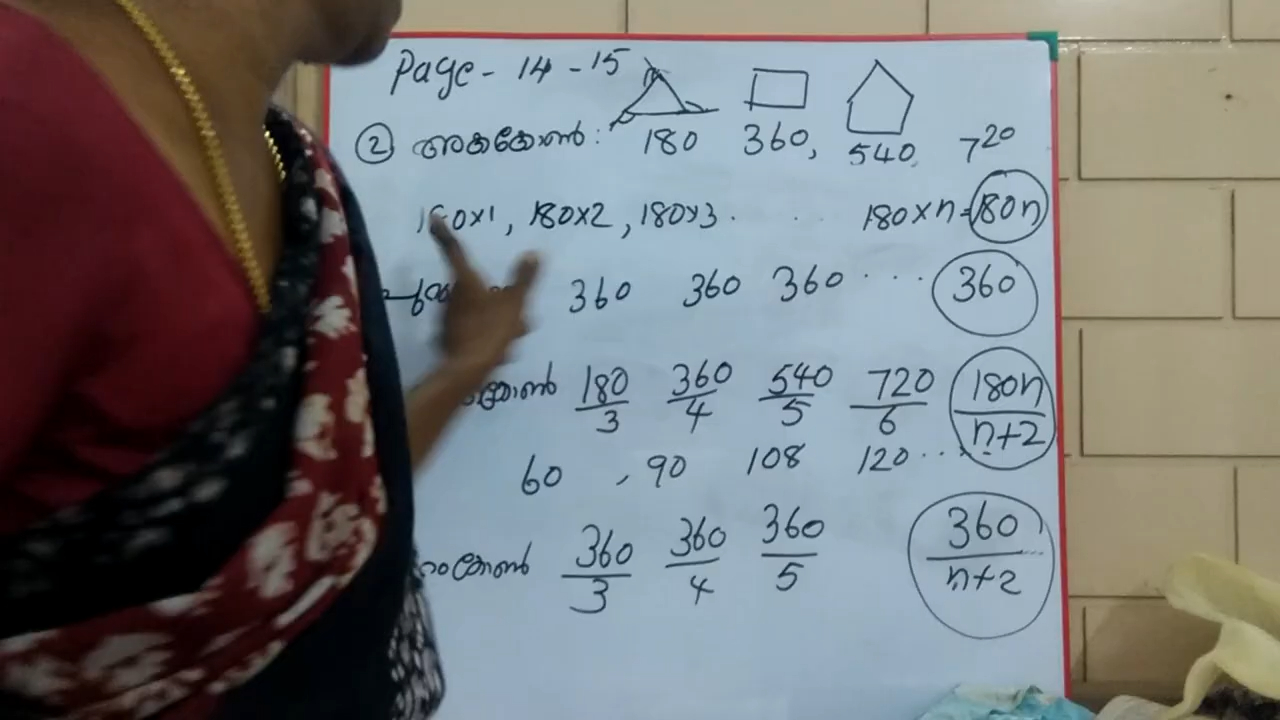 Page - 14 - 15
② അകകോൺ: 180 360, 540, 720
180×1, 180×2, 180×3 . . . 180×n = 180n
360 360 360 . . . 360
180/3 360/4 540/5 720/6 180n/n+2
60, 90 108 120 . . . .
360/3 360/4 360/5 360/n+2